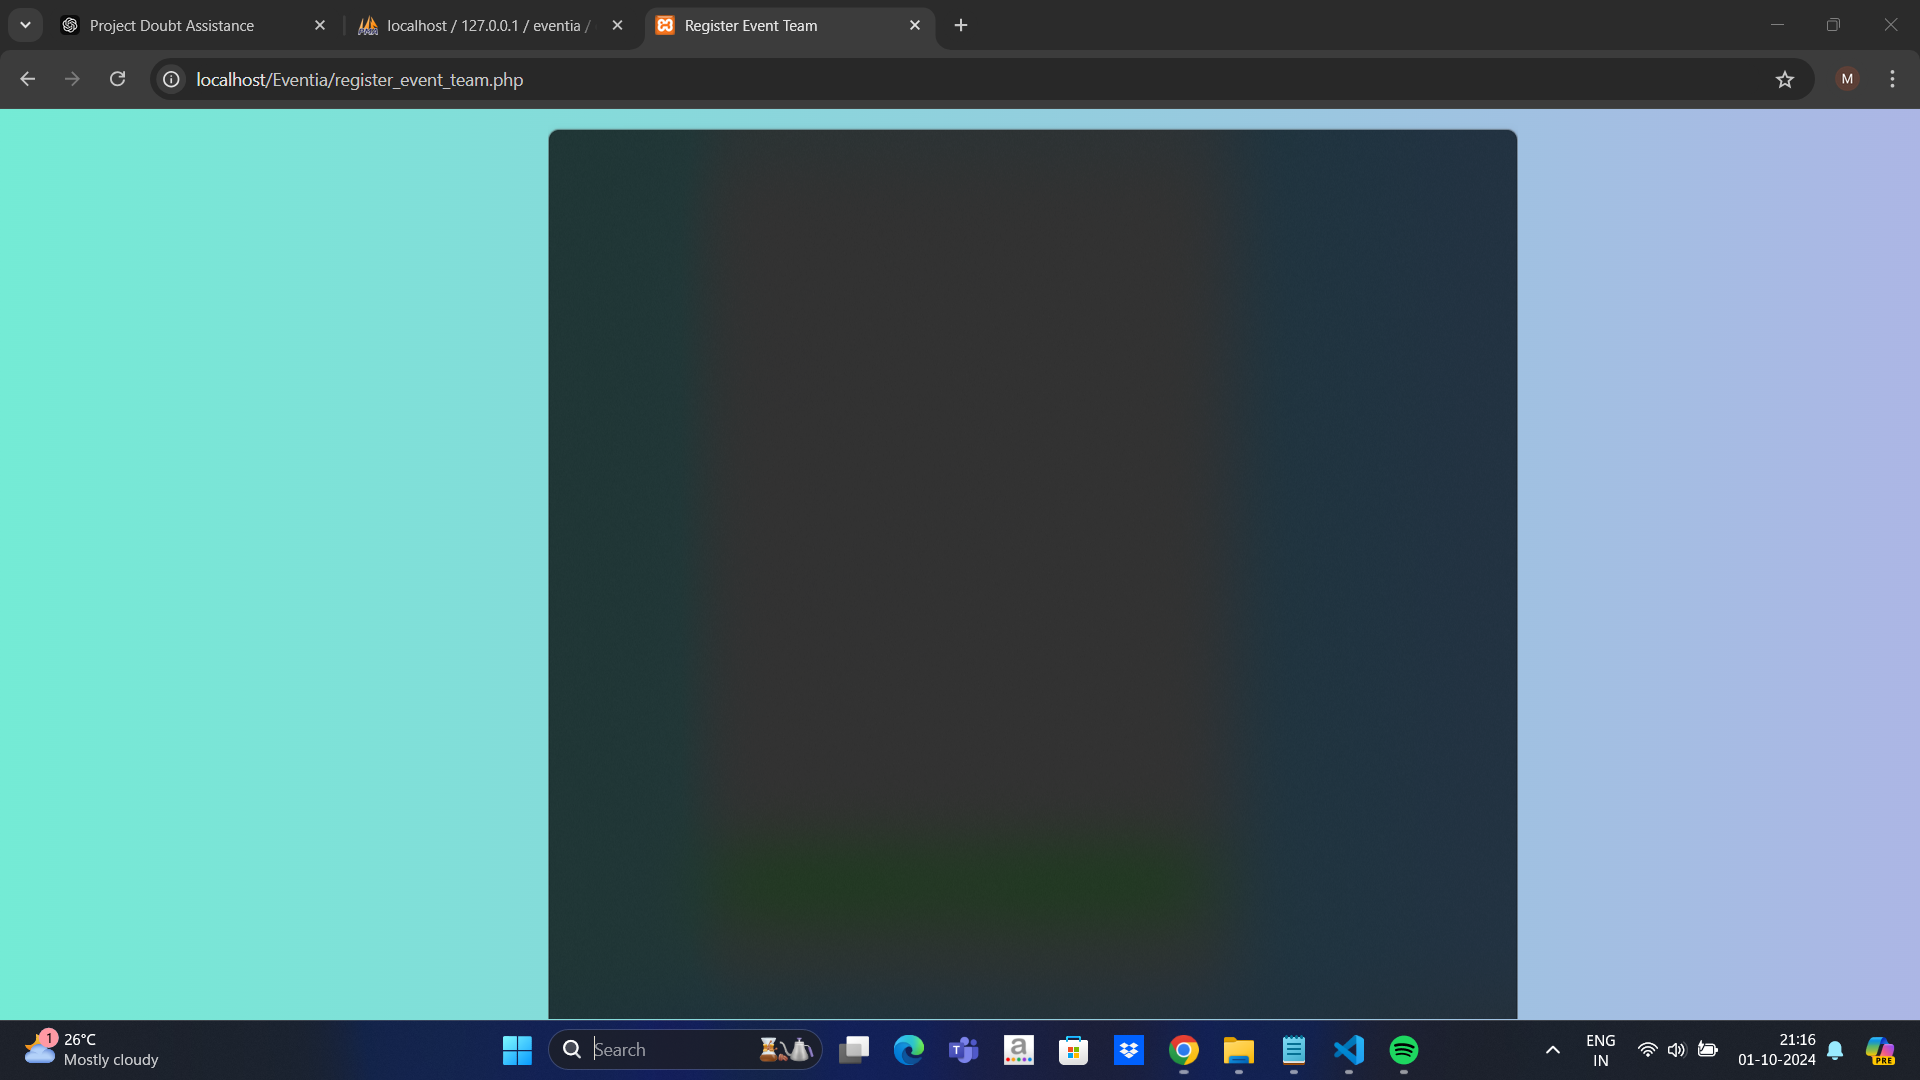 Project Doubt Assistance
localhost / 127.0.0.1 / eventia /
Register Event Team
localhost/Eventia/register_event_team.php
M
1
26°C
Mostly cloudy
Search
T
a
PRE
ENG
IN
21:16
01-10-2024